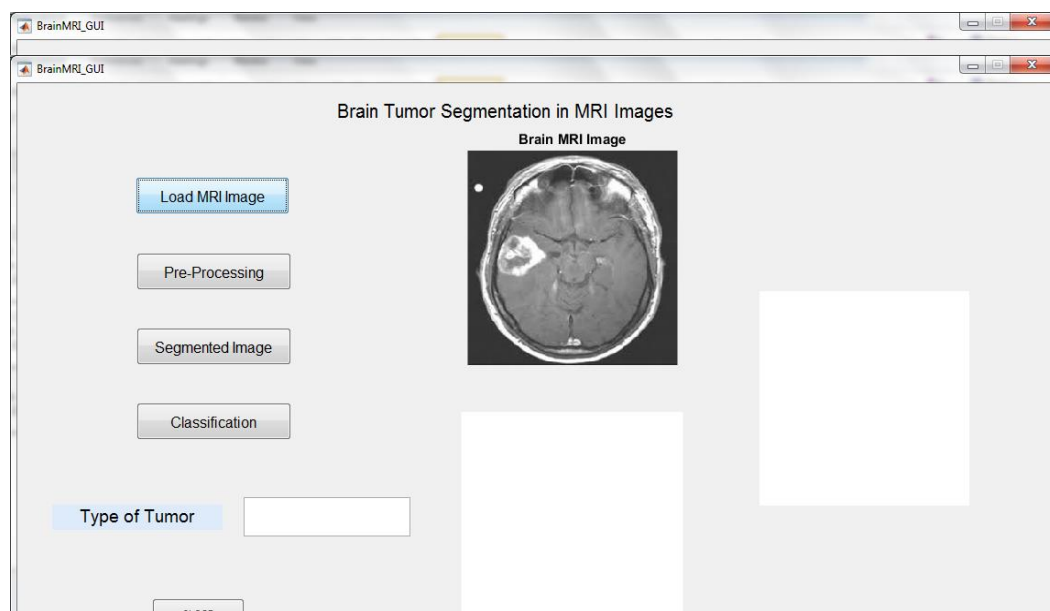 BrainMRI_GUI
BrainMRI_GUI
Brain Tumor Segmentation in MRI Images
Brain MRI Image
Load MRI Image
Pre-Processing
Segmented Image
Classification
Type of Tumor